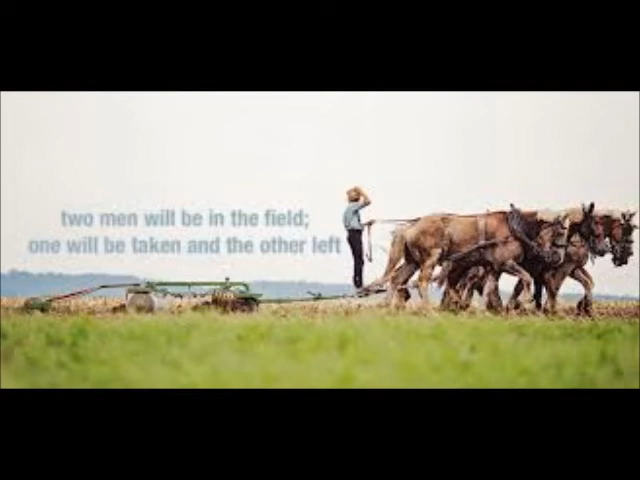 two men will be in the field;
one will be taken and the other left